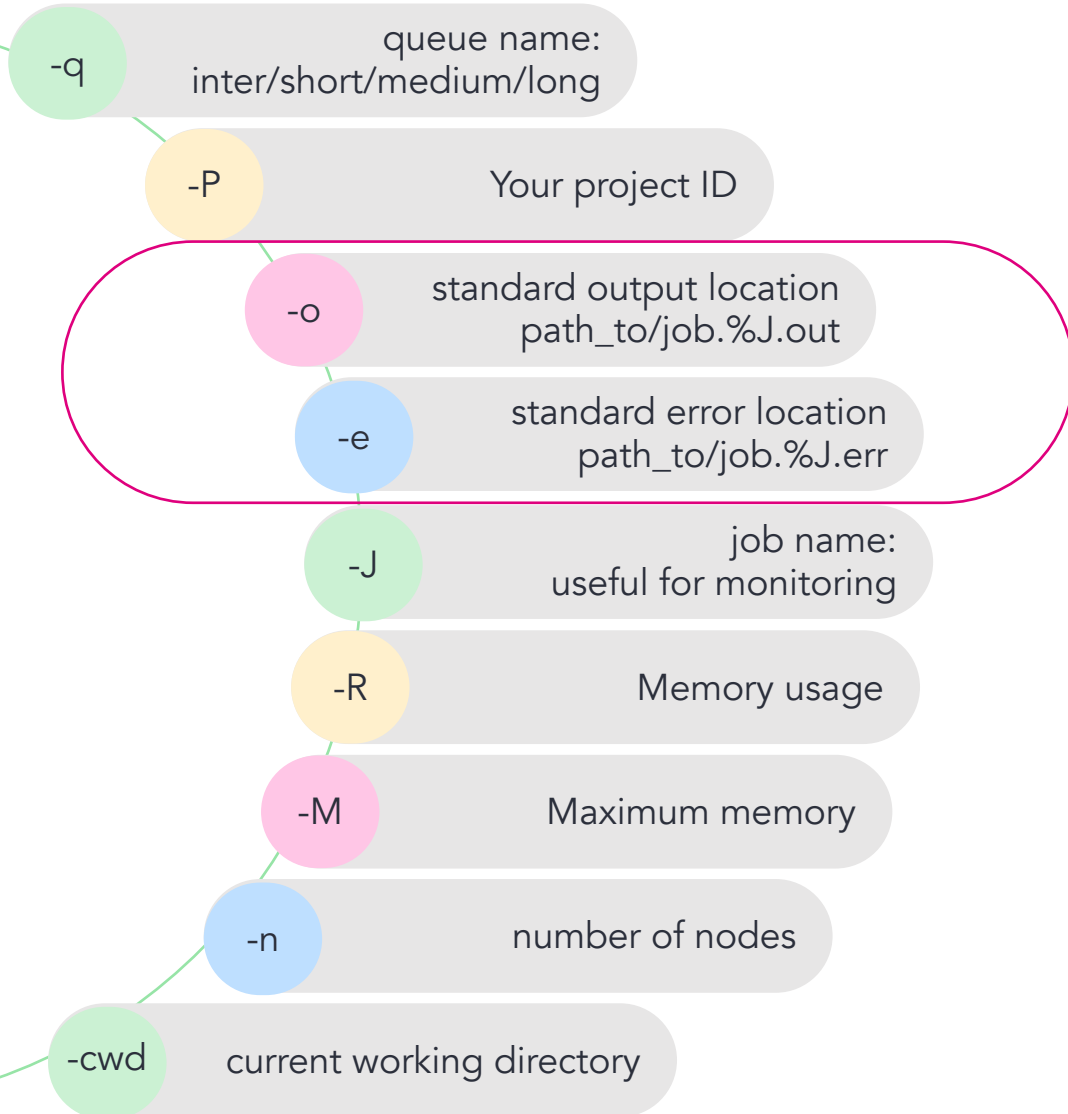 -q
queue name:
inter/short/medium/long
-P
Your project ID
-o
standard output location
path_to/job.%J.out
-e
standard error location
path_to/job.%J.err
-J
job name:
useful for monitoring
-R
Memory usage
-M
Maximum memory
-n
number of nodes
-cwd
current working directory